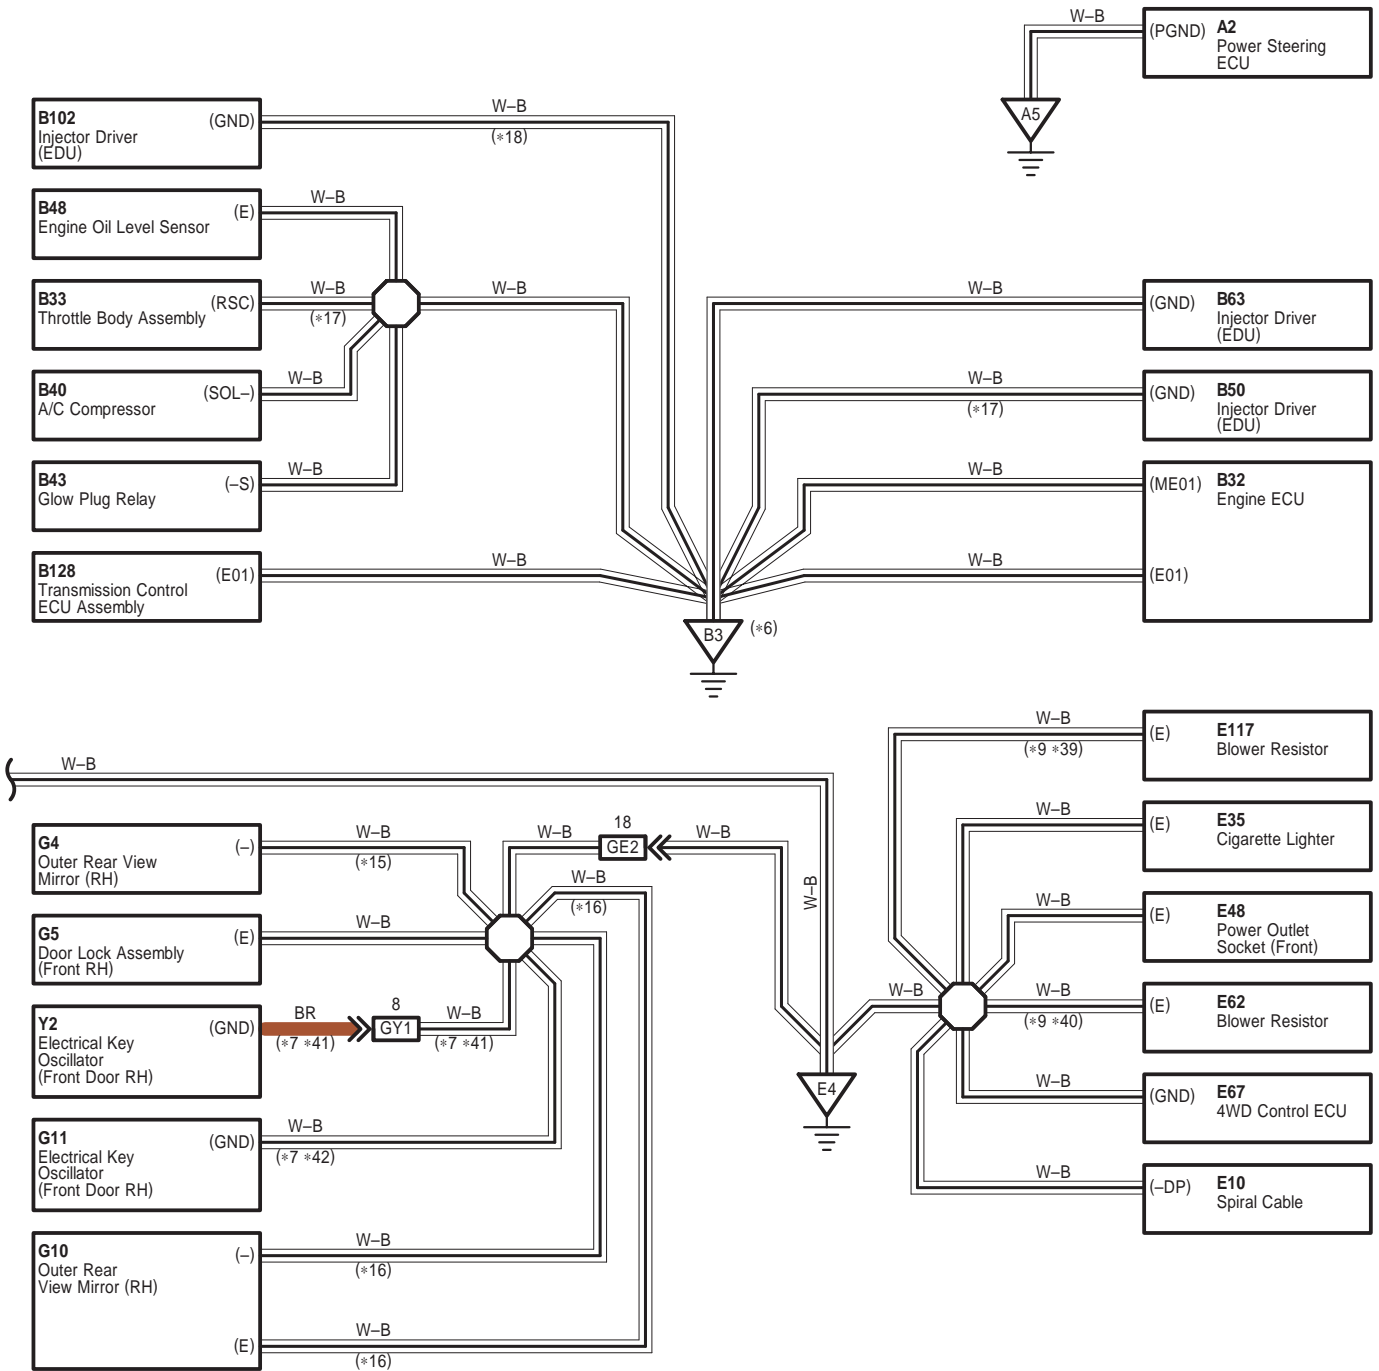 W–B
(PGND) A2
Power Steering
ECU
A5
B102 (GND)
Injector Driver
(EDU)
W–B
(*18)
B48 (E)
Engine Oil Level Sensor
W–B
B33 (RSC)
Throttle Body Assembly
W–B
(*17)
W–B
B40 (SOL–)
A/C Compressor
W–B
B43 (–S)
Glow Plug Relay
W–B
B128 (E01)
Transmission Control
ECU Assembly
W–B
W–B
(GND) B63
Injector Driver
(EDU)
W–B
(*17)
(GND) B50
Injector Driver
(EDU)
W–B
(ME01) B32
Engine ECU
W–B
(E01)
B3 (*6)
W–B
G4 (–)
Outer Rear View
Mirror (RH)
W–B
(*15)
G5 (E)
Door Lock Assembly
(Front RH)
W–B
Y2 (GND)
Electrical Key
Oscillator
(Front Door RH)
BR
(*7 *41)
8
GY1
W–B
(*7 *41)
G11 (GND)
Electrical Key
Oscillator
(Front Door RH)
W–B
(*7 *42)
G10 (–)
Outer Rear
View Mirror (RH)
W–B
(*16)
(E)
W–B
(*16)
W–B
18
GE2
W–B
W–B
(*16)
W–B
E4
W–B
W–B
(*9 *39)
(E) E117
Blower Resistor
W–B
(E) E35
Cigarette Lighter
W–B
(E) E48
Power Outlet
Socket (Front)
W–B
(*9 *40)
(E) E62
Blower Resistor
W–B
(GND) E67
4WD Control ECU
W–B
(–DP) E10
Spiral Cable